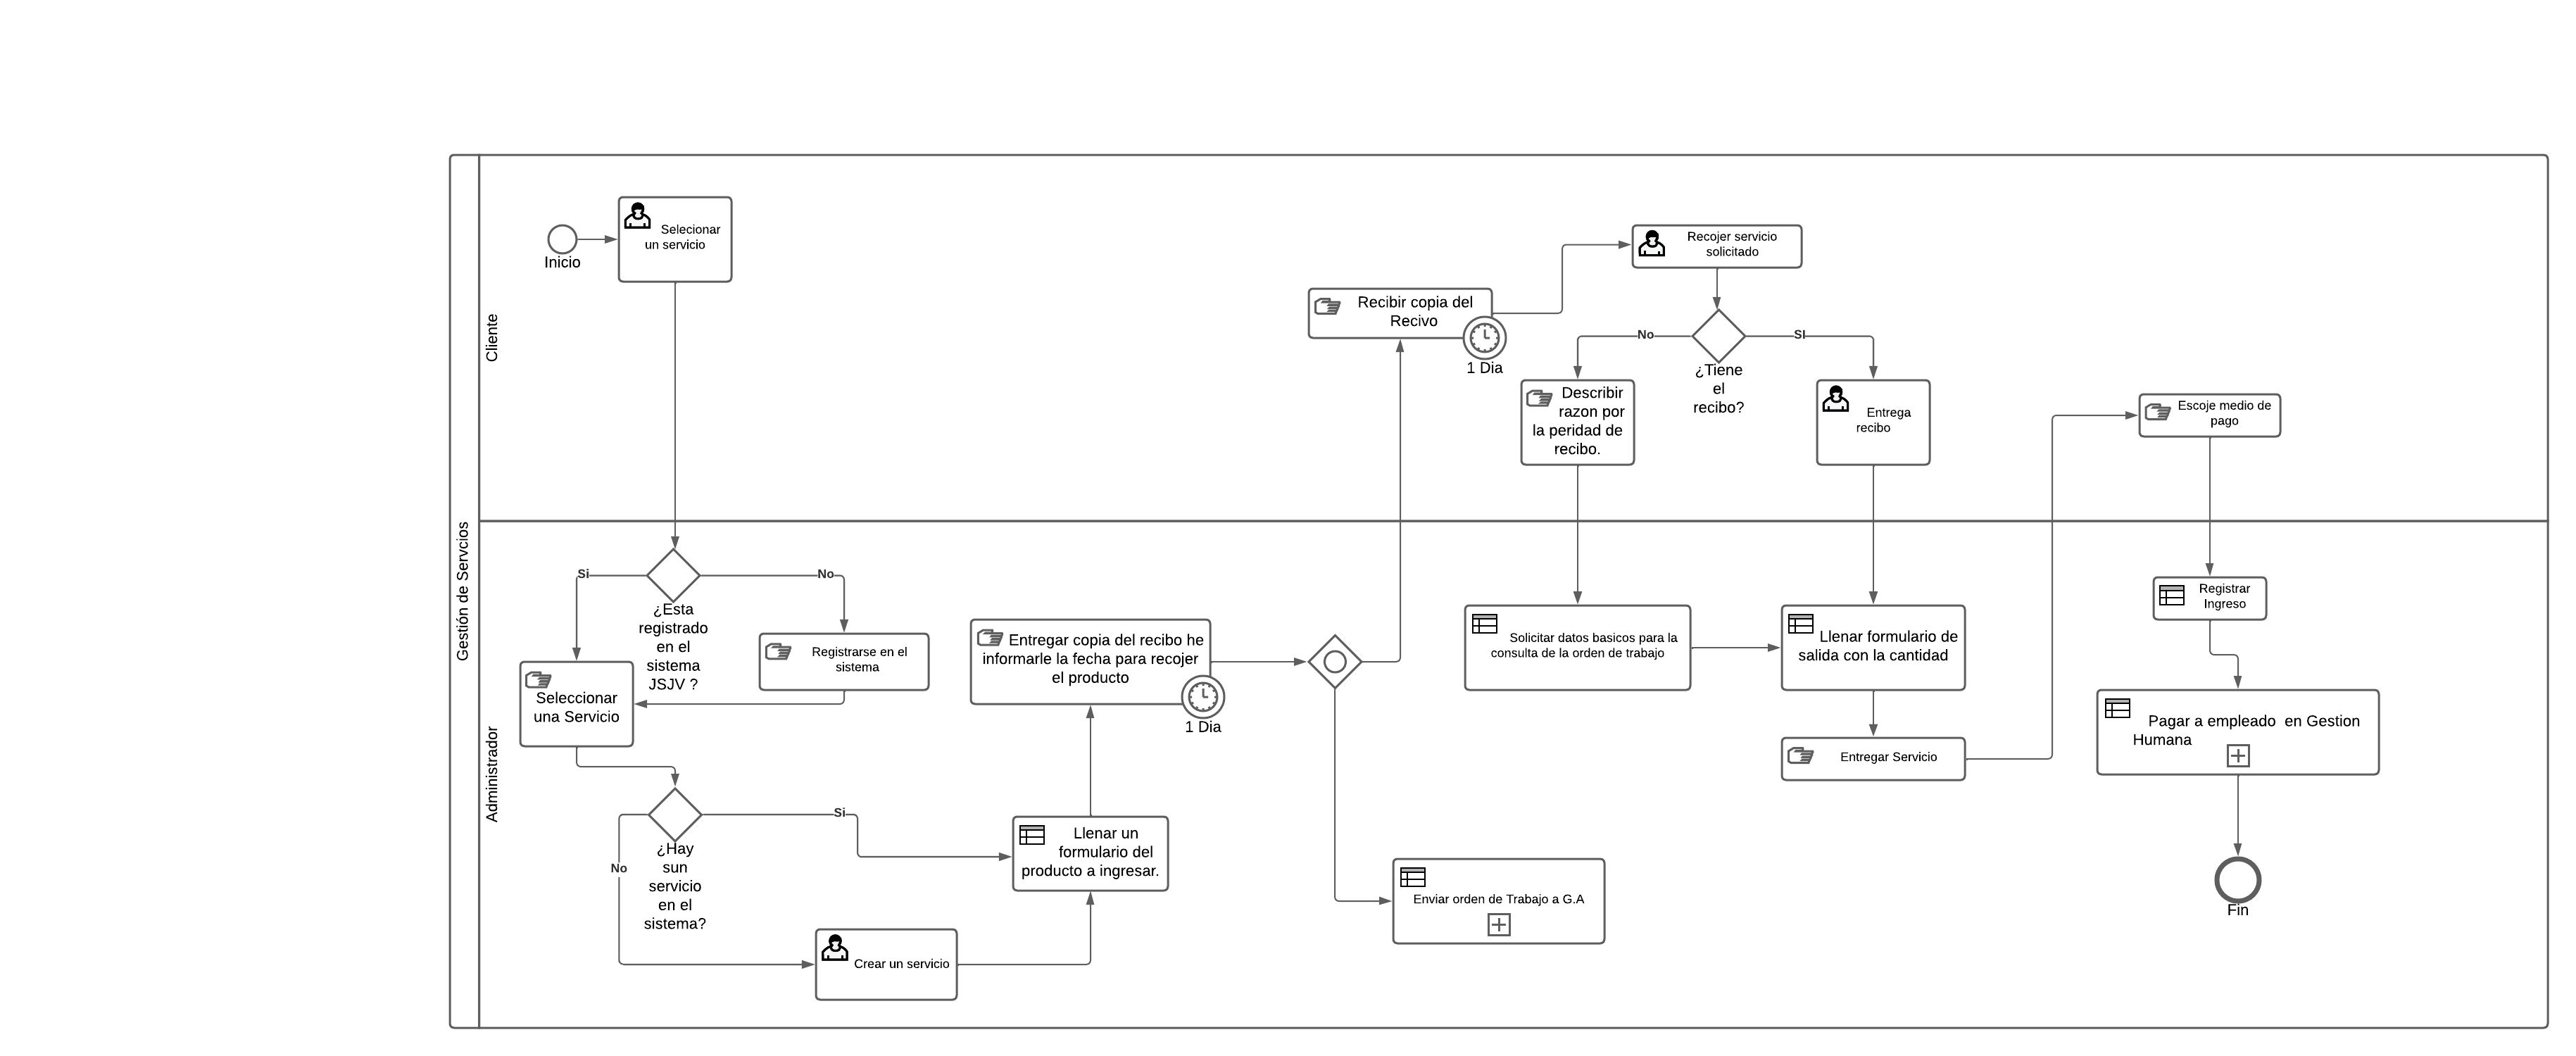 Gestión de Servcios
Cliente
Inicio
Selecionar
un servicio
Recibir copia del
Recivo
1 Dia
Recojer servicio
solicitado
No
SI
¿Tiene
el
recibo?
Describir
razon por
la peridad de
recibo.
Entrega
recibo
Escoje medio de
pago
Administrador
Si
No
¿Esta
registrado
en el
sistema
JSJV ?
Registrarse en el
sistema
Seleccionar
una Servicio
Si
No
¿Hay
sun
servicio
en el
sistema?
Crear un servicio
Llenar un
formulario del
producto a ingresar.
Entregar copia del recibo he
informarle la fecha para recojer
el producto
1 Dia
Enviar orden de Trabajo a G.A
Solicitar datos basicos para la
consulta de la orden de trabajo
Llenar formulario de
salida con la cantidad
Entregar Servicio
Registrar
Ingreso
Pagar a empleado  en Gestion
Humana
Fin